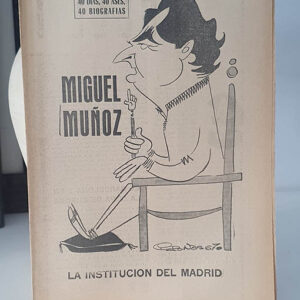 40 DIAS, 40 ASES,
40 BIOGRAFIAS
MIGUEL
MUÑOZ
LA INSTITUCION DEL MADRID